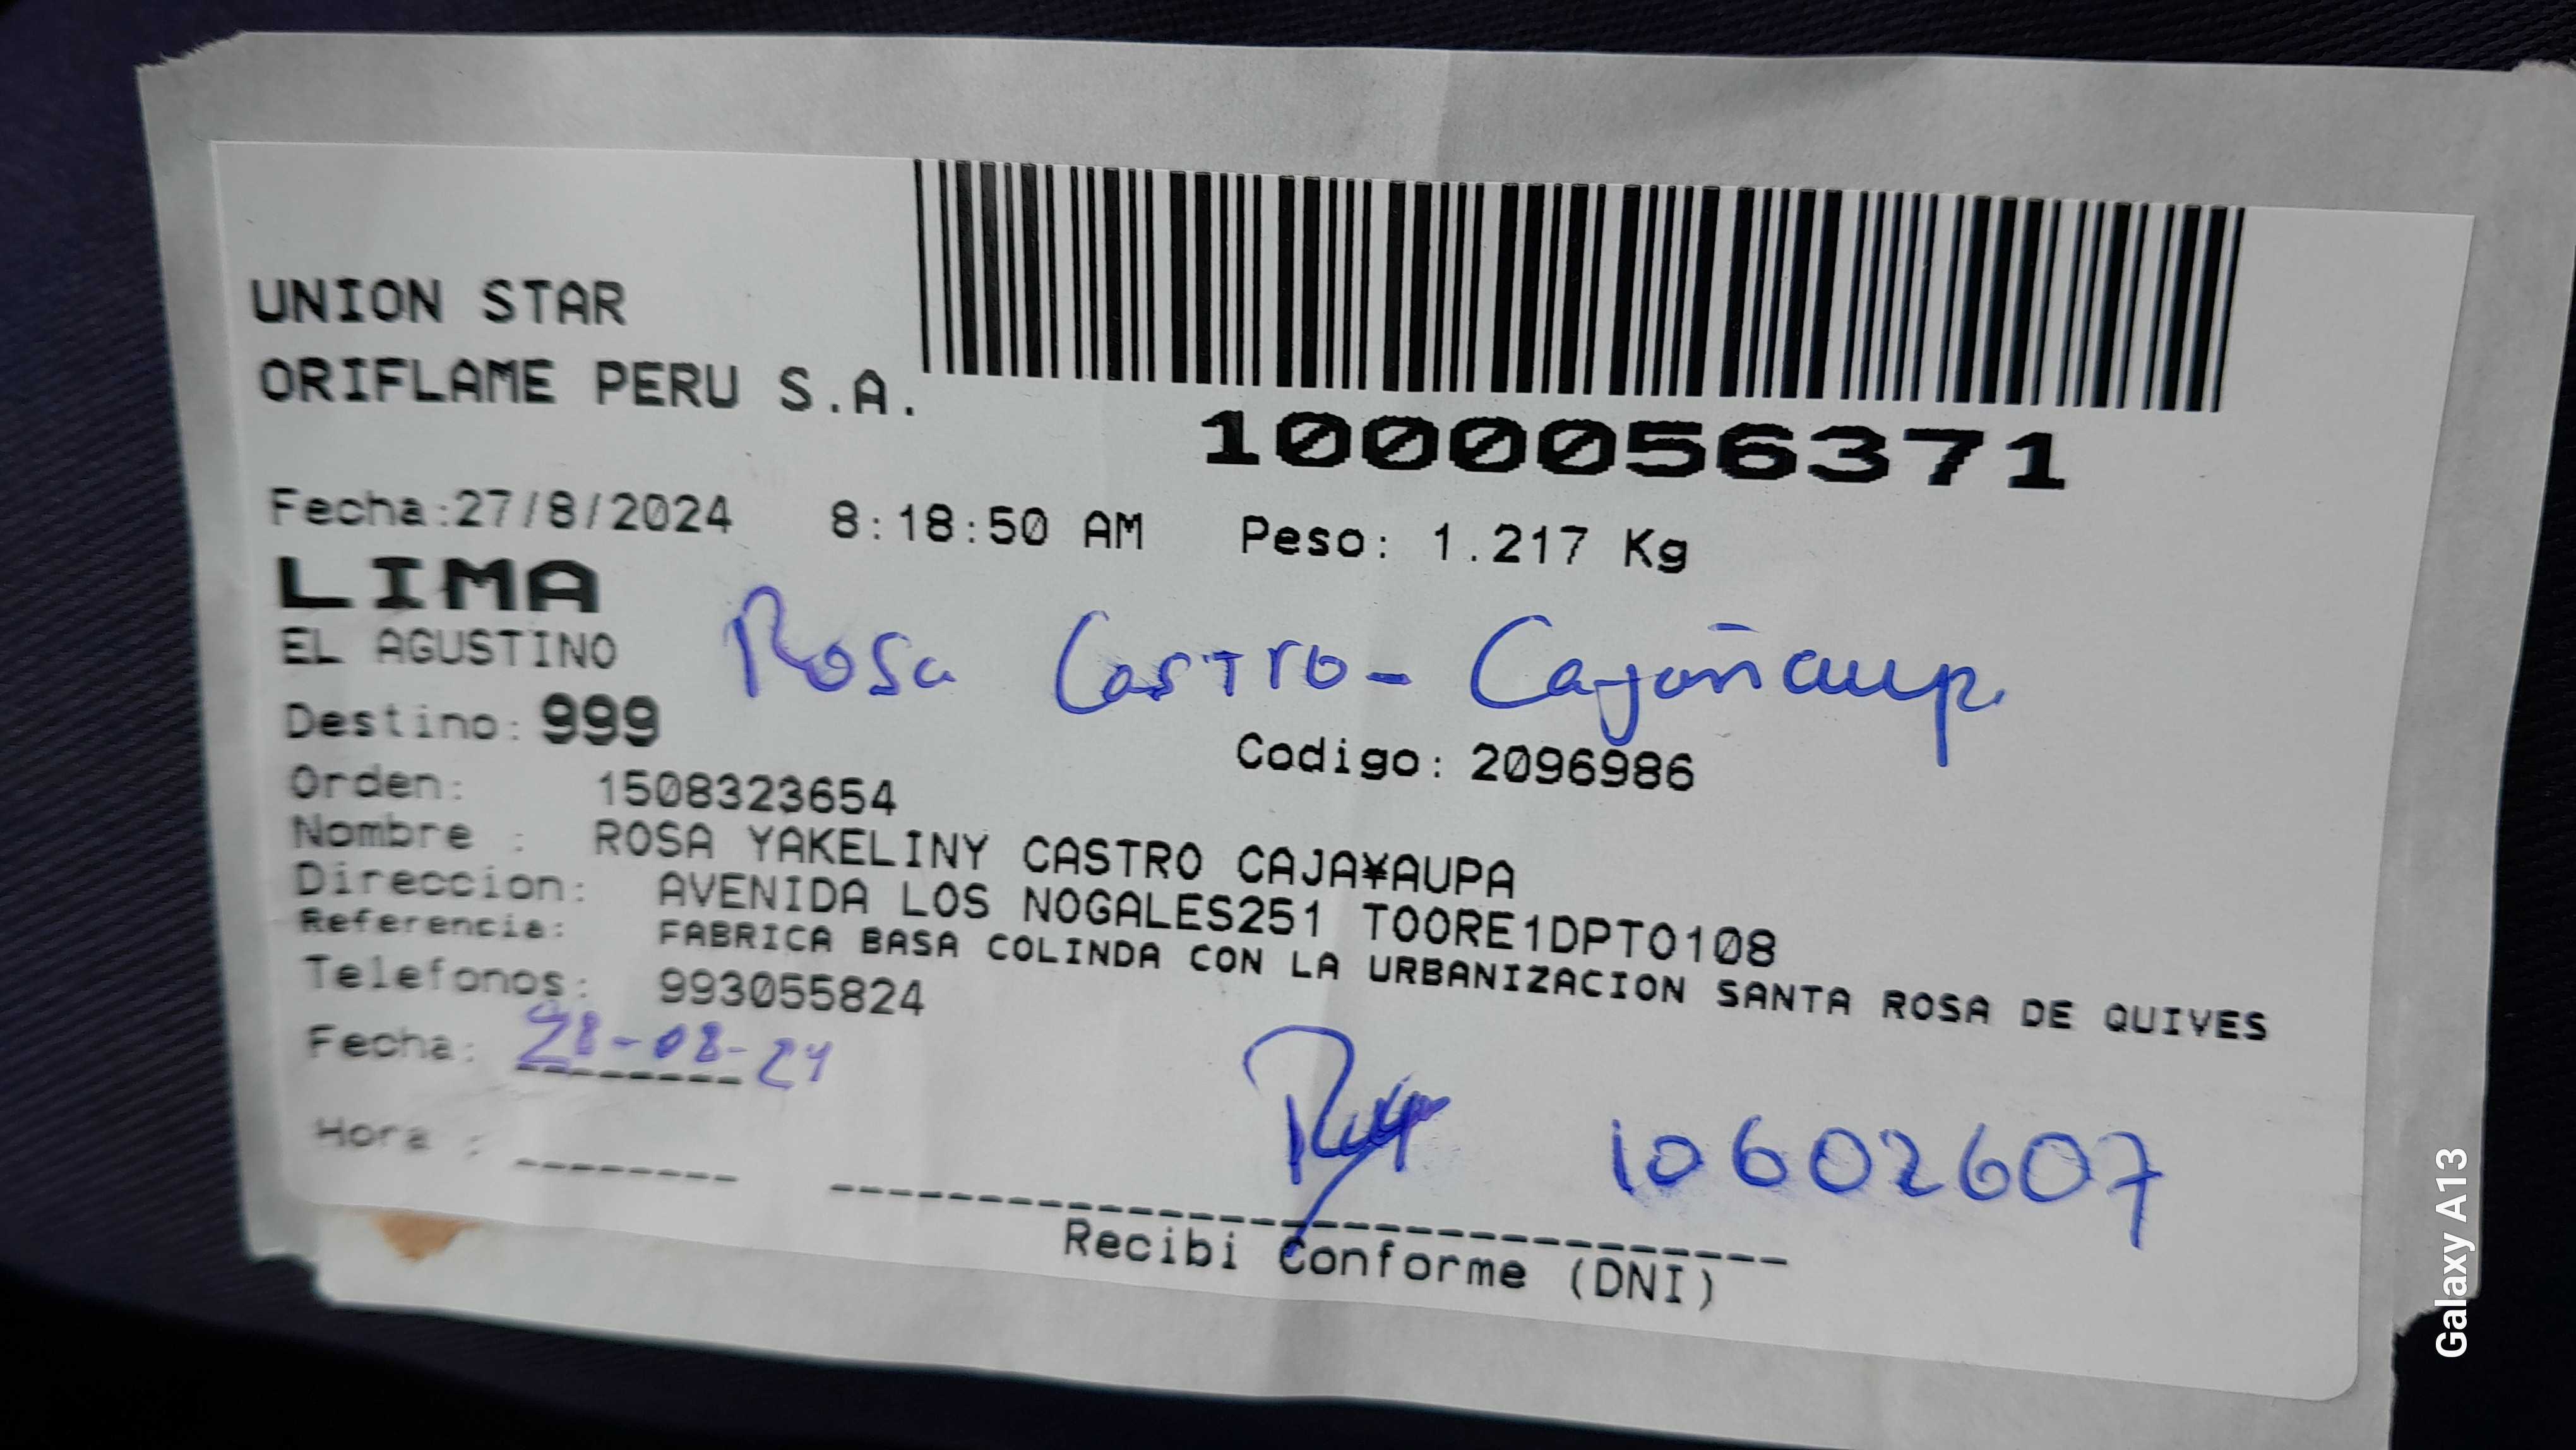 UNION STAR
ORIFLAME PERU S.A.
1000056371
Fecha:27/8/2024 8:18:50 AM Peso: 1.217 Kg
LIMA
EL AGUSTINO
Rosa Castro-
Destino: 999
Codigo: 2096986
Orden: 1508323654
Nombre : ROSA YAKELINY CASTRO CAJA¥AUPA
Direccion: AVENIDA LOS NOGALES251 TOORE1DPTO108
Referencia: FABRICA BASA COLINDA CON LA URBANIZACION SANTA ROSA DE QUIVES
Telefonos: 993055824
Fecha: 28-08-24
Hora :
10602607
Recibi Conforme (DNI)
Galaxy A13